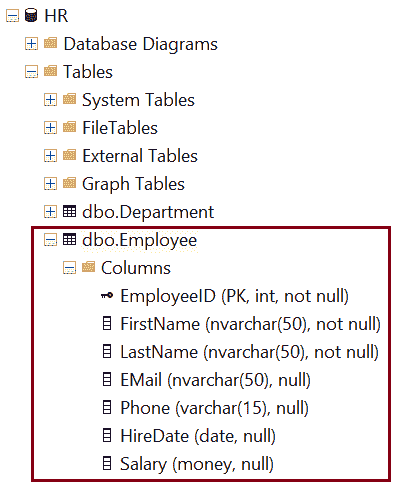 HR
Database Diagrams
Tables
System Tables
FileTables
External Tables
Graph Tables
dbo.Department
dbo.Employee
Columns
EmployeeID (PK, int, not null)
FirstName (nvarchar(50), not null)
LastName (nvarchar(50), not null)
EMail (nvarchar(50), null)
Phone (varchar(15), null)
HireDate (date, null)
Salary (money, null)